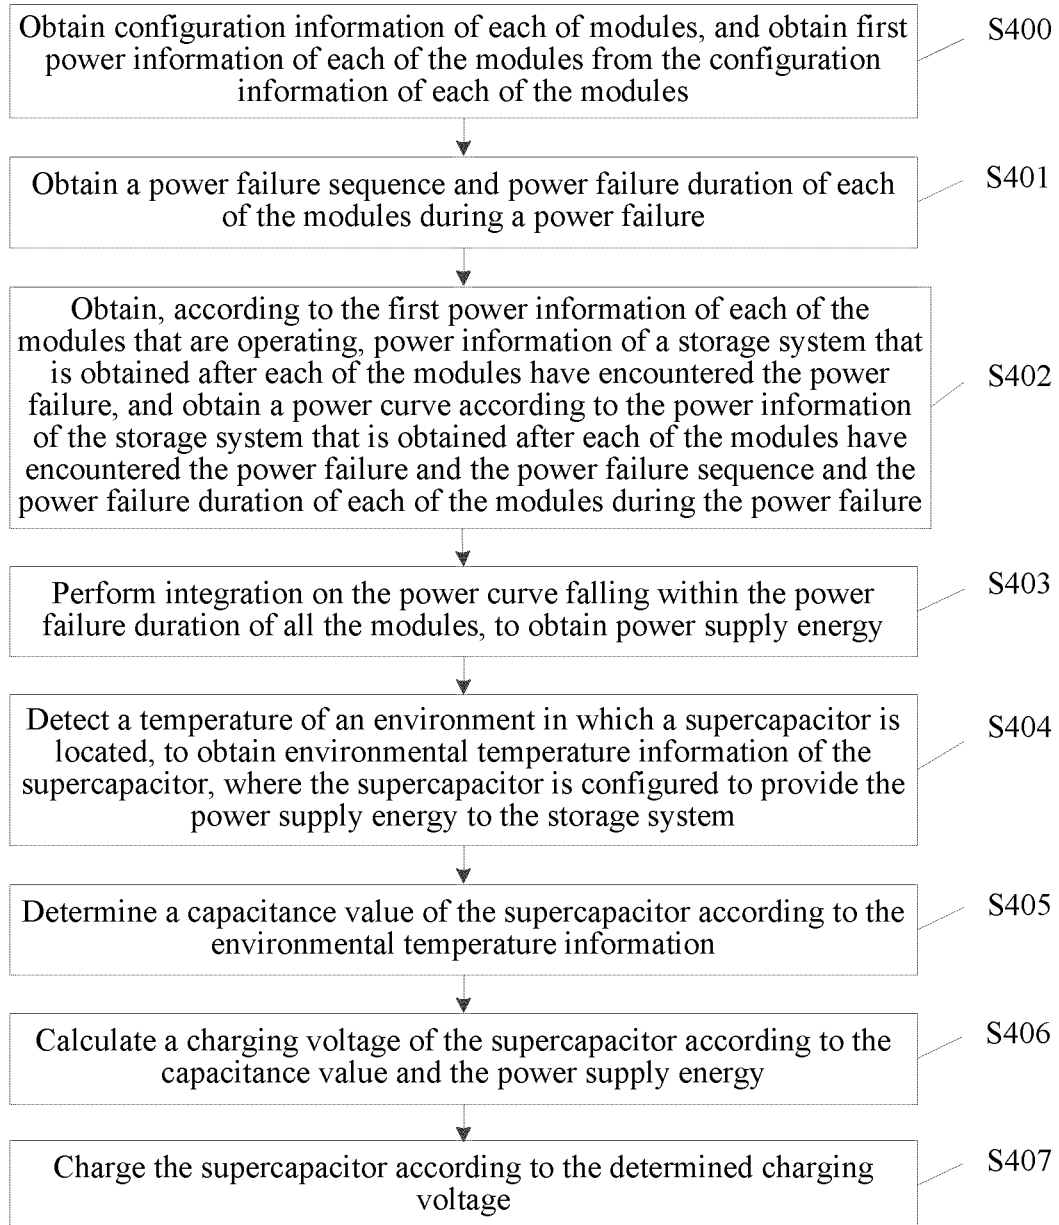 Obtain configuration information of each of modules, and obtain first
power information of each of the modules from the configuration
information of each of the modules
S400
Obtain a power failure sequence and power failure duration of each
of the modules during a power failure
S401
Obtain, according to the first power information of each of the
modules that are operating, power information of a storage system that
is obtained after each of the modules have encountered the power
failure, and obtain a power curve according to the power information
of the storage system that is obtained after each of the modules have
encountered the power failure and the power failure sequence and the
power failure duration of each of the modules during the power failure
S402
Perform integration on the power curve falling within the power
failure duration of all the modules, to obtain power supply energy
S403
Detect a temperature of an environment in which a supercapacitor is
located, to obtain environmental temperature information of the
supercapacitor, where the supercapacitor is configured to provide the
power supply energy to the storage system
S404
Determine a capacitance value of the supercapacitor according to the
environmental temperature information
S405
Calculate a charging voltage of the supercapacitor according to the
capacitance value and the power supply energy
S406
Charge the supercapacitor according to the determined charging
voltage
S407